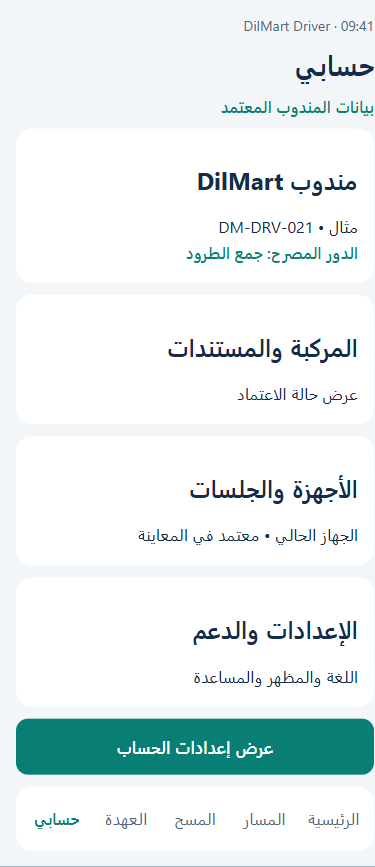 DilMart Driver · 09:41
حسابي
بيانات المندوب المعتمد
مندوب DilMart
مثال • DM-DRV-021
الدور المصرح: جمع الطرود
المركبة والمستندات
عرض حالة الاعتماد
الأجهزة والجلسات
الجهاز الحالي • معتمد في المعاينة
الإعدادات والدعم
اللغة والمظهر والمساعدة
عرض إعدادات الحساب
الرئيسية المسار المسح العهدة حسابي